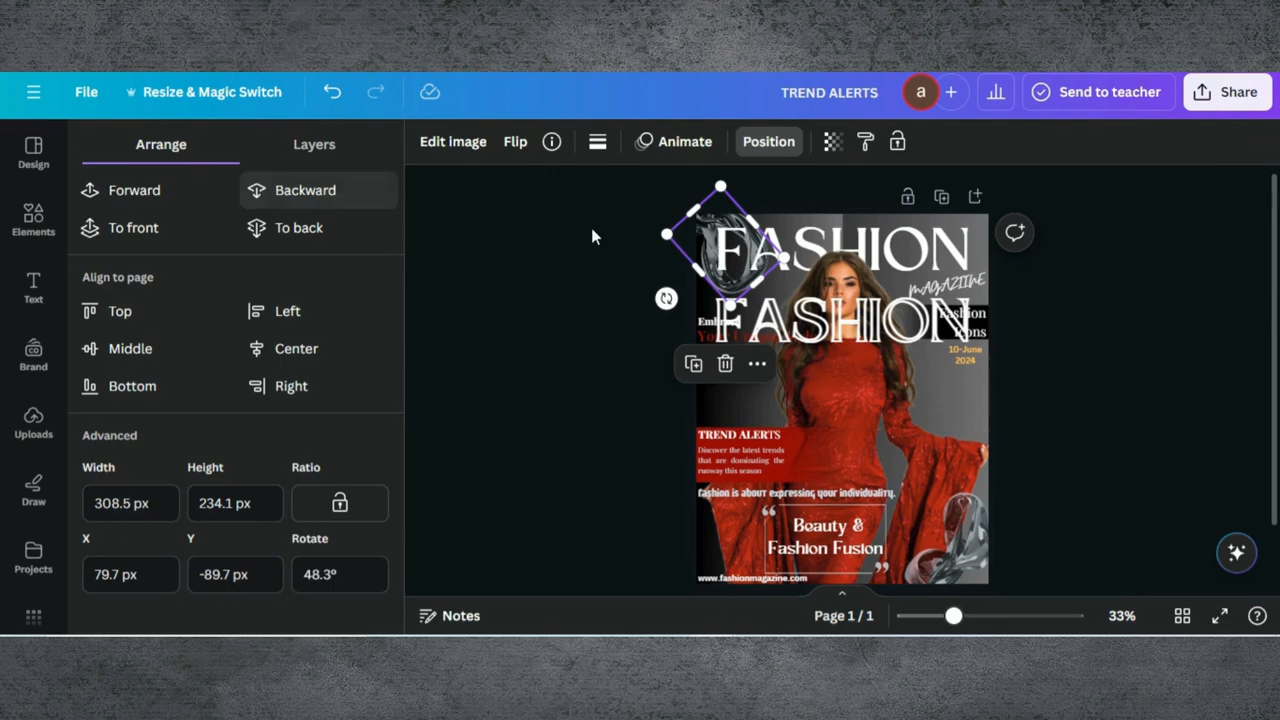 File
Resize & Magic Switch
TREND ALERTS
a
Send to teacher
Share
Design
Elements
Text
Brand
Uploads
Draw
Projects
Arrange
Layers
Forward
Backward
To front
To back
Align to page
Top
Left
Middle
Center
Bottom
Right
Advanced
Width
Height
Ratio
308.5 px
234.1 px
X
Y
Rotate
79.7 px
-89.7 px
48.3º
Edit image
Flip
Animate
Position
FASHION
MAGAZINE
FASHION
Fashion
Icons
10-June
2024
TREND ALERTS
Discover the latest trends
that are dominating the
runway this season
fashion is about expressing your individuality.
“
Beauty &
Fashion Fusion
”
www.fashionmagazine.com
Notes
Page 1 / 1
33%